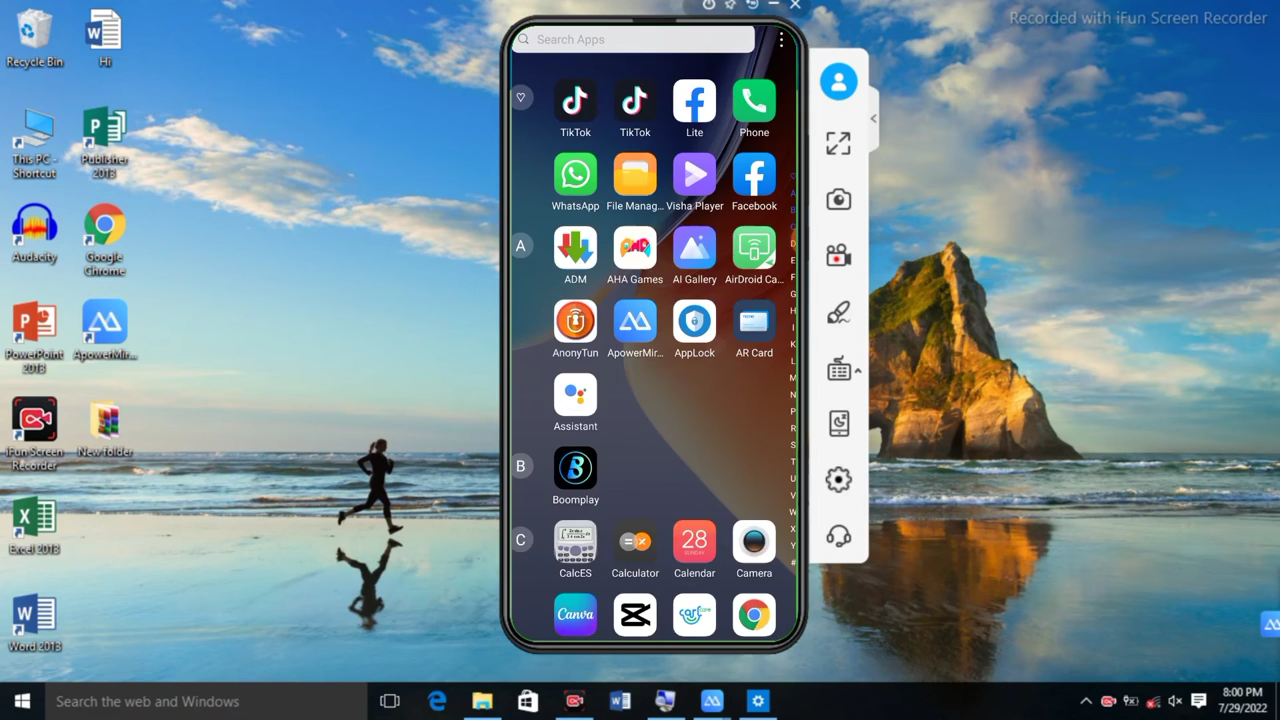 Recorded with iFun Screen Recorder
Recycle Bin
Hi
This PC - Shortcut
Publisher 2013
Audacity
Google Chrome
PowerPoint 2013
ApowerMir...
iFun Screen Recorder
New folder
Excel 2013
Word 2013
Search Apps
TikTok
TikTok
Lite
Phone
WhatsApp
File Manag...
Visha Player
Facebook
A
ADM
AHA Games
AI Gallery
AirDroid Ca...
AnonyTun
ApowerMir...
AppLock
AR Card
Assistant
B
Boomplay
C
28
SUNDAY
CalcES
Calculator
Calendar
Camera
Canva
carl care
A
B
C
D
E
F
G
H
I
K
L
M
N
P
R
S
T
U
V
W
X
Y
#
Search the web and Windows
8:00 PM
7/29/2022